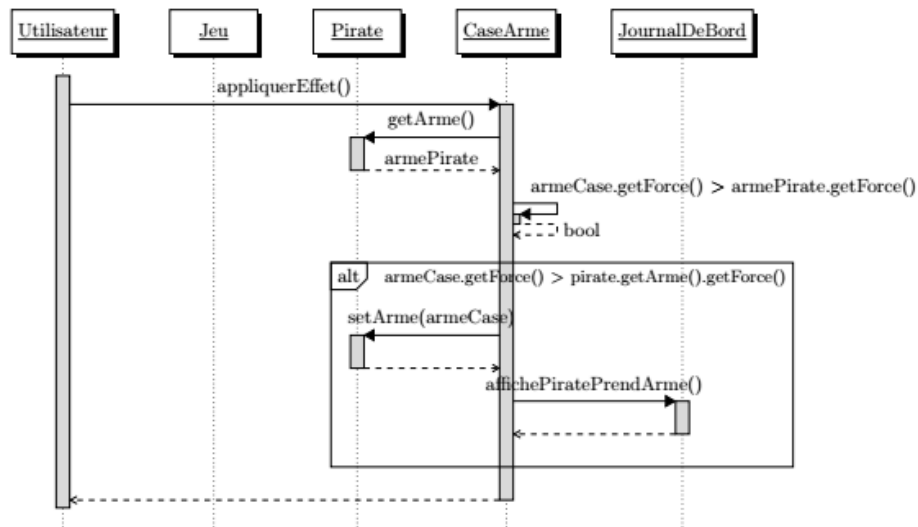 Utilisateur
Jeu
Pirate
CaseArme
JournalDeBord
appliquerEffet()
getArme()
armePirate
armeCase.getForce() > armePirate.getForce()
bool
alt
armeCase.getForce() > pirate.getArme().getForce()
setArme(armeCase)
affichePiratePrendArme()